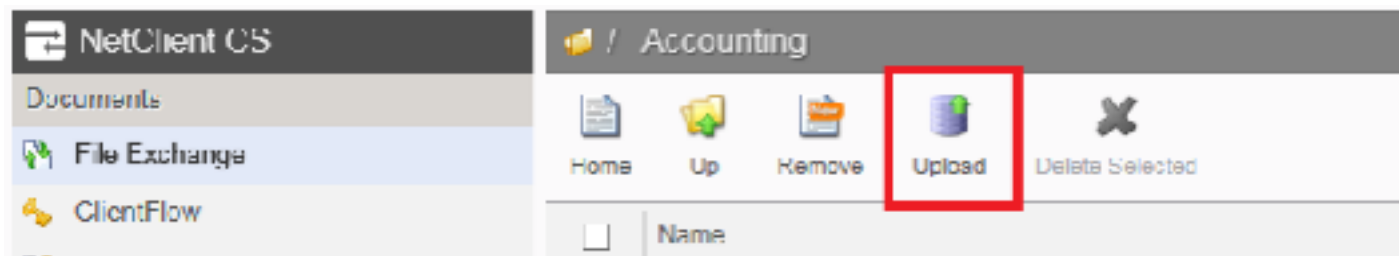 NetClient CS
Documents
File Exchange
ClientFlow
/ Accounting
Home Up Remove Upload Delete Selected
Name